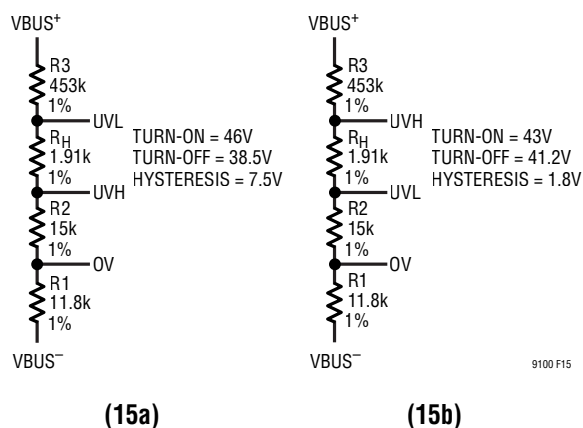 VBUS+
R3
453k
1%
UVL
RH
1.91k
1%
TURN-ON = 46V
TURN-OFF = 38.5V
HYSTERESIS = 7.5V
UVH
R2
15k
1%
OV
R1
11.8k
1%
VBUS–
(15a)
VBUS+
R3
453k
1%
UVH
RH
1.91k
1%
TURN-ON = 43V
TURN-OFF = 41.2V
HYSTERESIS = 1.8V
UVL
R2
15k
1%
OV
R1
11.8k
1%
VBUS–
9100 F15
(15b)